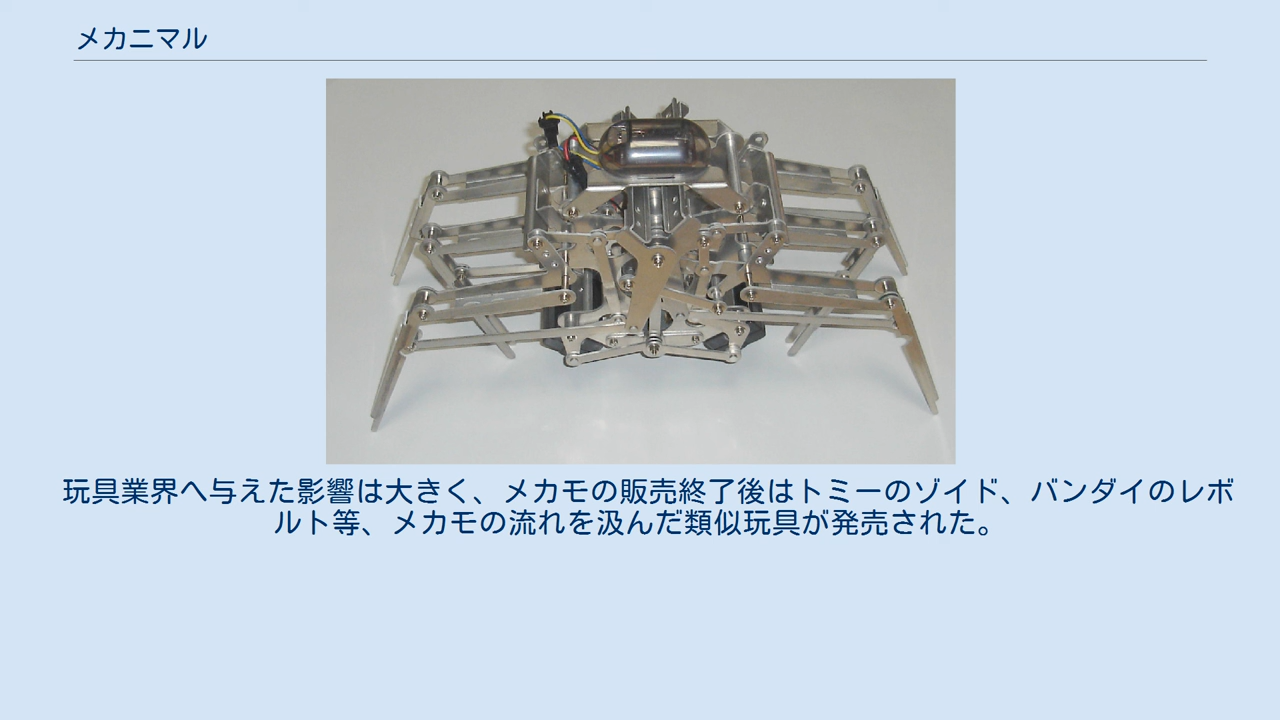 メカニマル
玩具業界へ与えた影響は大きく、メカモの販売終了後はトミーのゾイド、バンダイのレボ
ルト等、メカモの流れを汲んだ類似玩具が発売された。